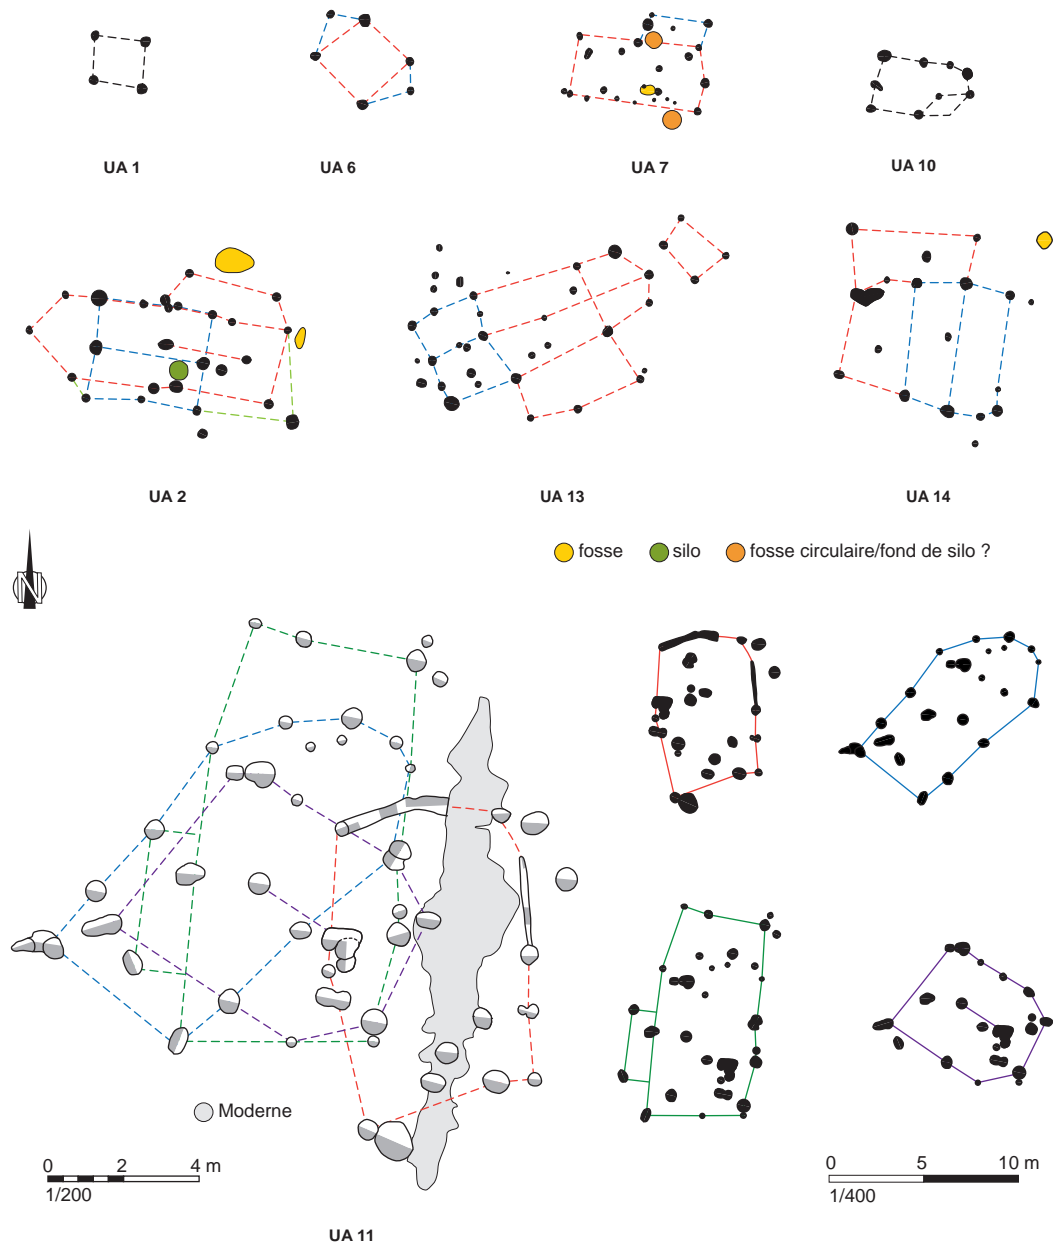 UA 1
UA 6
UA 7
UA 10
UA 2
UA 13
UA 14
fosse
silo
fosse circulaire/fond de silo ?
N
Moderne
0 2 4 m
1/200
0 5 10 m
1/400
UA 11